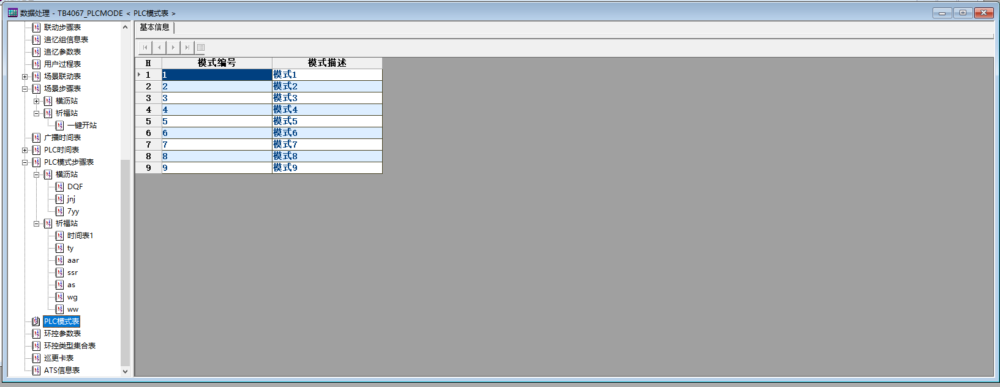 数据处理 - TB4067_PLCMODE < PLC模式表 >
联动步骤表
追忆组信息表
追忆参数表
用户过程表
场景联动表
场景步骤表
横沥站
祈福站
一键开站
广播时间表
PLC时间表
PLC模式步骤表
横沥站
DQF
jnj
7yy
祈福站
时间表1
ty
aar
ssr
as
wg
ww
PLC模式表
环控参数表
环控类型集合表
巡更卡表
ATS信息表
基本信息
H 模式编号 模式描述
1 1 模式1
2 2 模式2
3 3 模式3
4 4 模式4
5 5 模式5
6 6 模式6
7 7 模式7
8 8 模式8
9 9 模式9